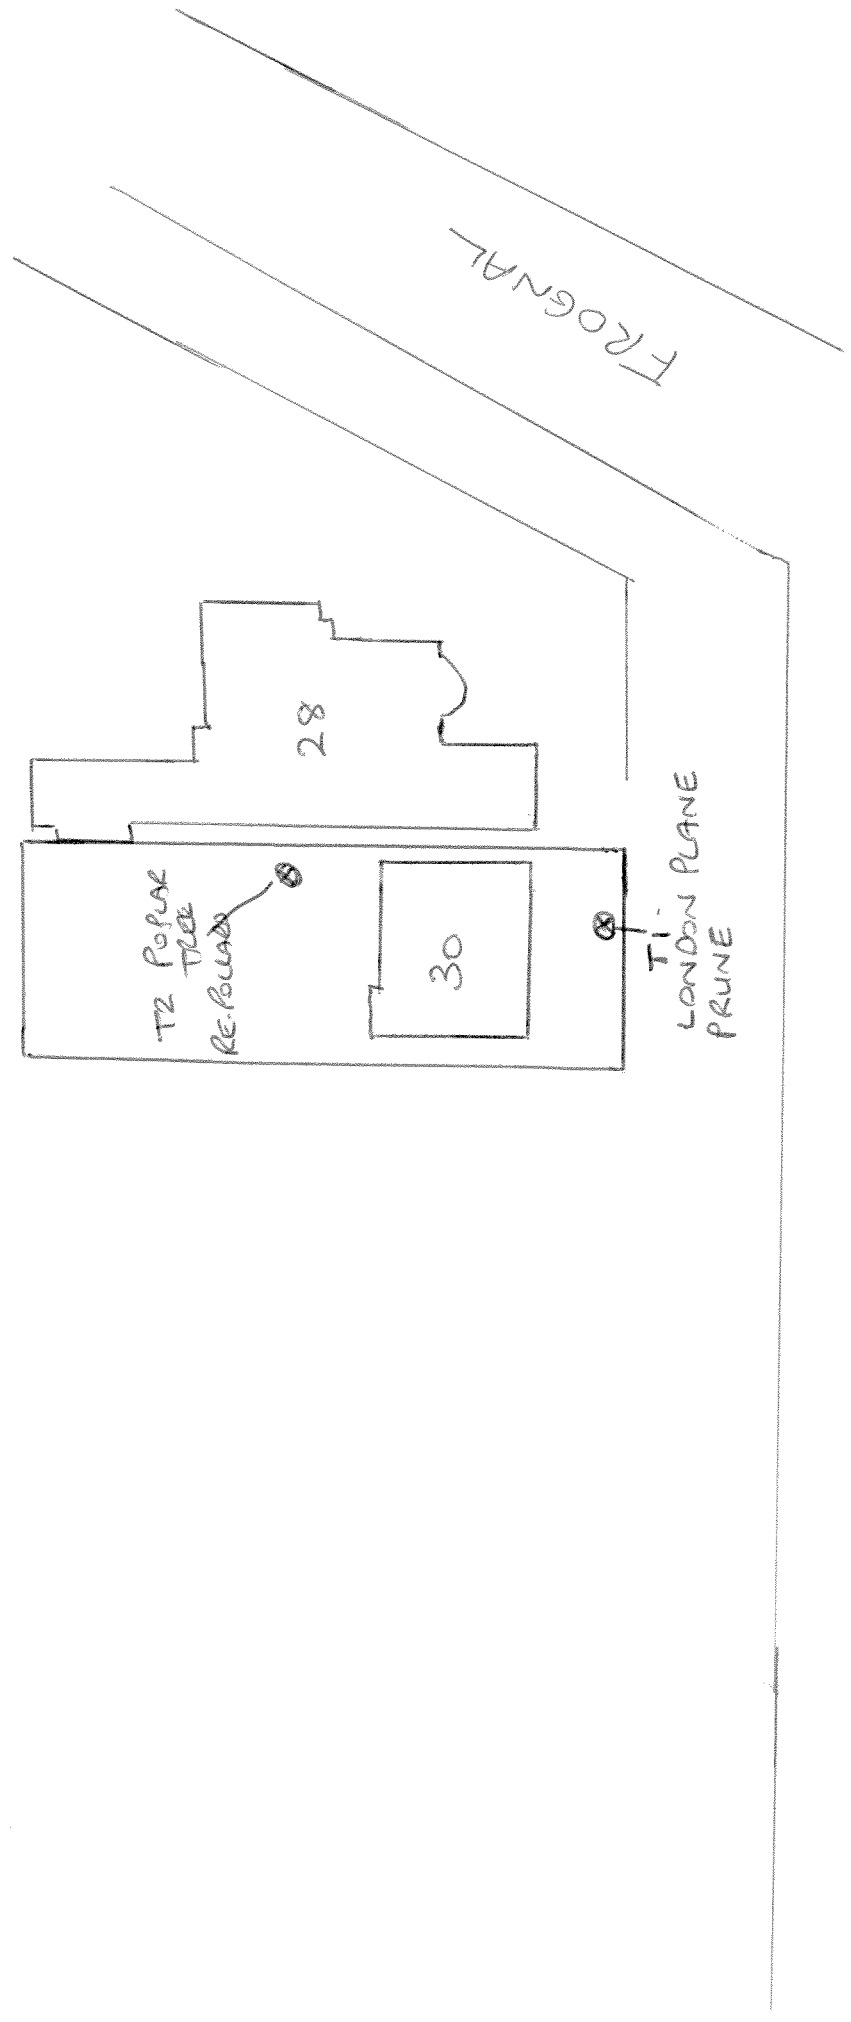 FROGNAL
28
T2 POPLAR
TREE
RE-POLLARD
30
T1
LONDON PLANE
PRUNE